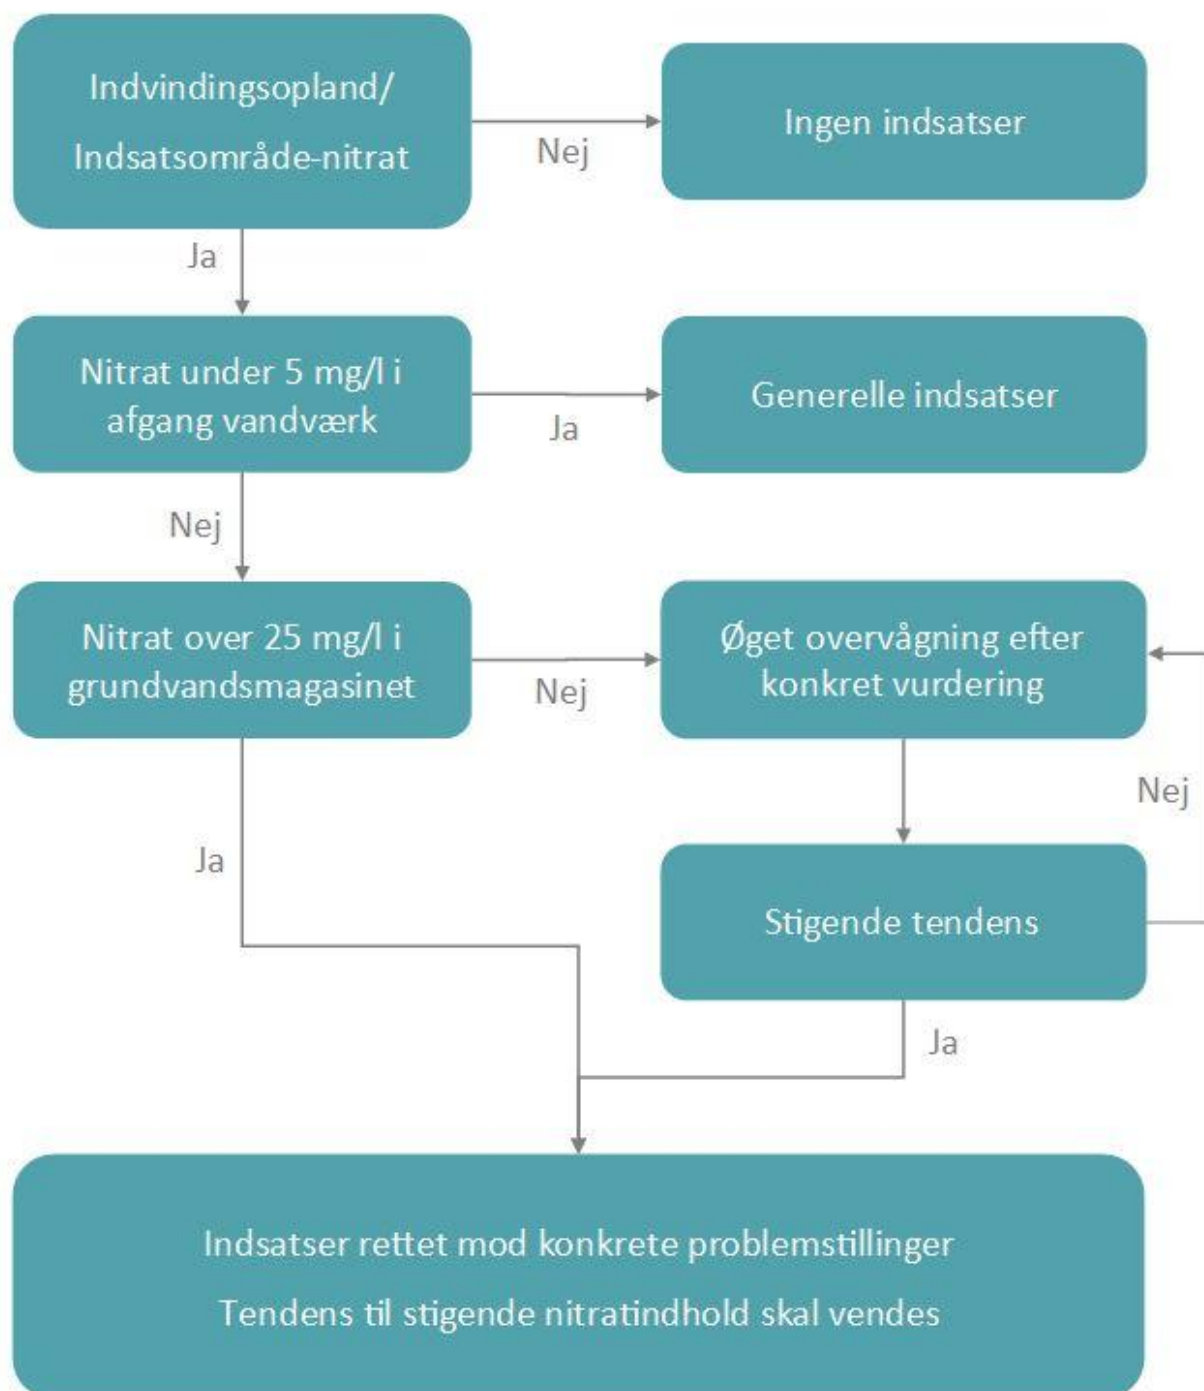 Indvindingsopland/
Indsatsområde-nitrat
Nej
Ingen indsatser
Ja
Nitrat under 5 mg/l i
afgang vandværk
Ja
Generelle indsatser
Nej
Nitrat over 25 mg/l i
grundvandsmagasinet
Nej
Øget overvågning efter
konkret vurdering
Nej
Ja
Stigende tendens
Ja
Indsatser rettet mod konkrete problemstillinger
Tendens til stigende nitratindhold skal vendes